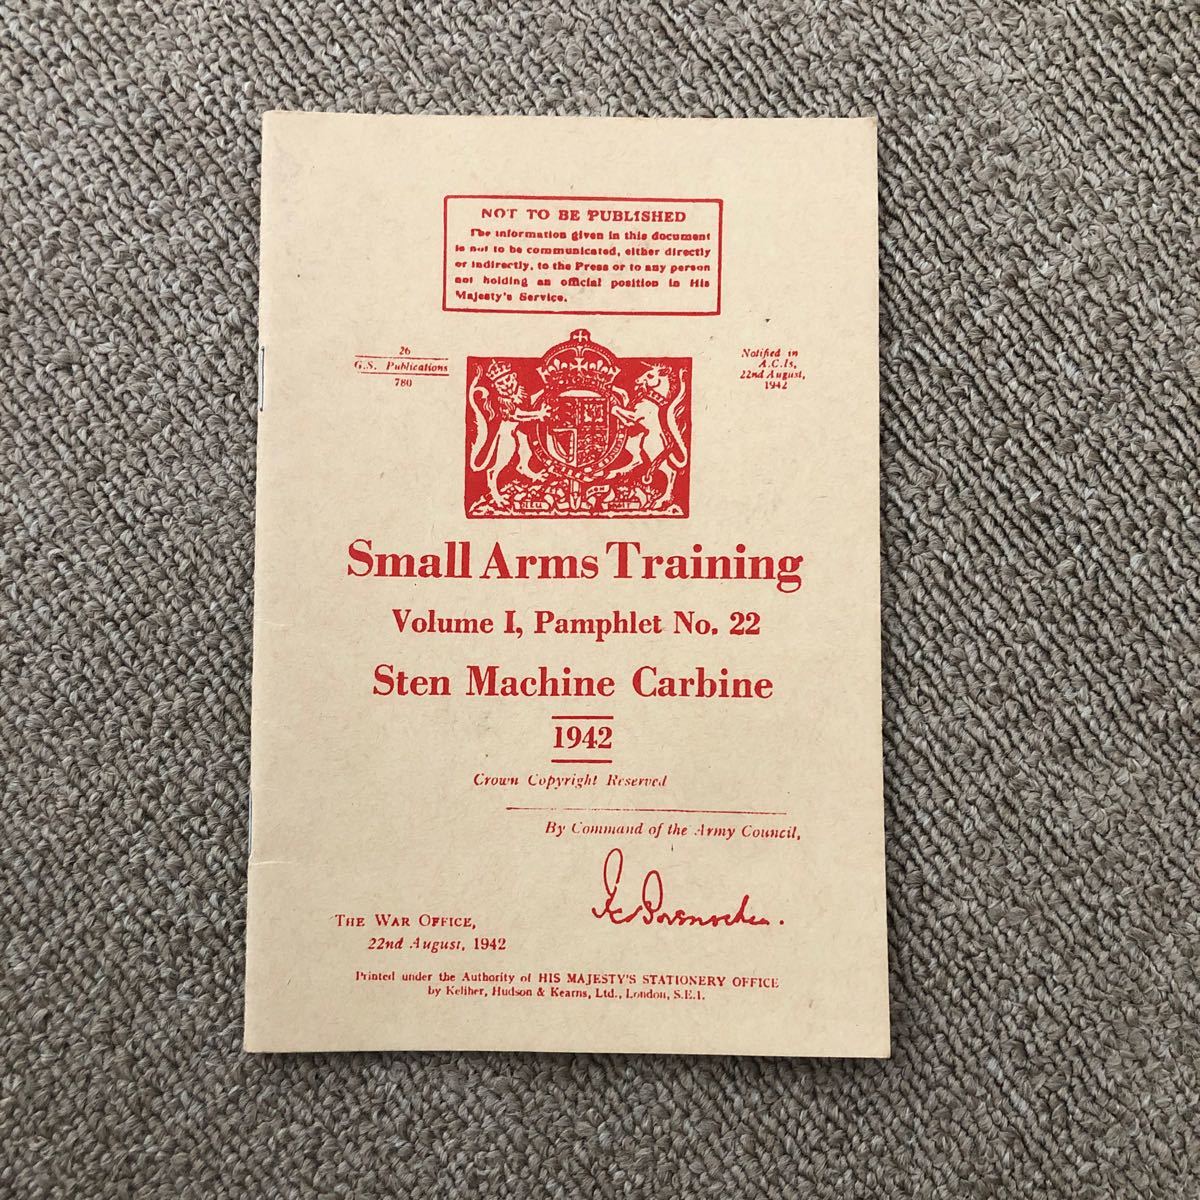 NOT TO BE PUBLISHED
The information given in this document
is not to be communicated, either directly
or indirectly, to the Press or to any person
not holding an official position in His
Majesty's Service.
26
G.S. Publications
780
Notified in
A.C.Is,
22nd August,
1942
DIEU ET MON
Small Arms Training
Volume I, Pamphlet No. 22
Sten Machine Carbine
1942
Crown Copyright Reserved
By Command of the Army Council,
THE WAR OFFICE,
22nd August, 1942
Printed under the Authority of HIS MAJESTY'S STATIONERY OFFICE
by Keliher, Hudson & Kearns, Ltd., London, S.E.1.